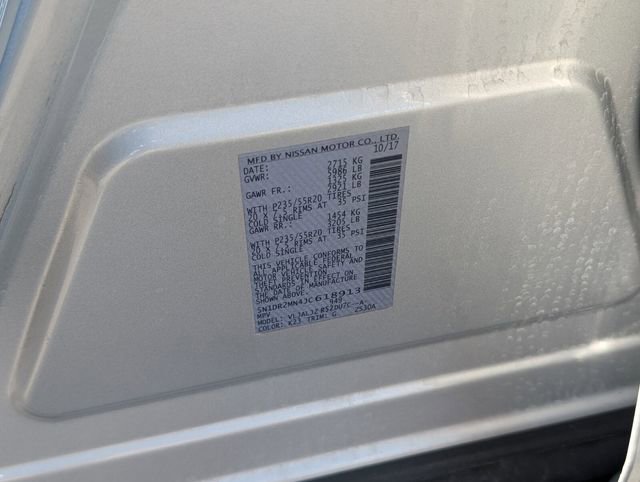 MFD BY NISSAN MOTOR CO., LTD.
DATE: 10/17
GVWR: 2715 KG
5986 LB
GAWR FR.: 1325 KG
2921 LB
WITH P235/55R20 TIRES
20 X 7.5 RIMS AT 35 PSI
COLD SINGLE
GAWR RR.: 1454 KG
3205 LB
WITH P235/55R20 TIRES
20 X 7.5 RIMS AT 35 PSI
COLD SINGLE
THIS VEHICLE CONFORMS TO
ALL APPLICABLE FEDERAL
MOTOR VEHICLE SAFETY AND
THEFT PREVENTION
STANDARDS IN EFFECT ON
THE DATE OF MANUFACTURE
SHOWN ABOVE.
5N1DR2MN4JC618913
MPV 949
MODEL:
COLOR: K23 TRIM: G 2530A